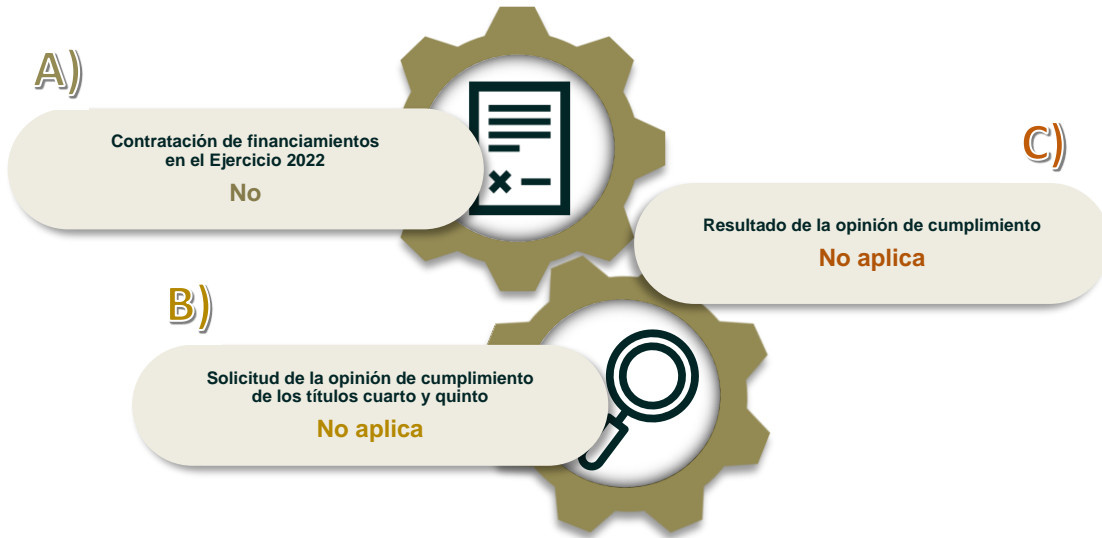 A)
Contratación de financiamientos
en el Ejercicio 2022
No
B)
Solicitud de la opinión de cumplimiento
de los títulos cuarto y quinto
No aplica
C)
Resultado de la opinión de cumplimiento
No aplica